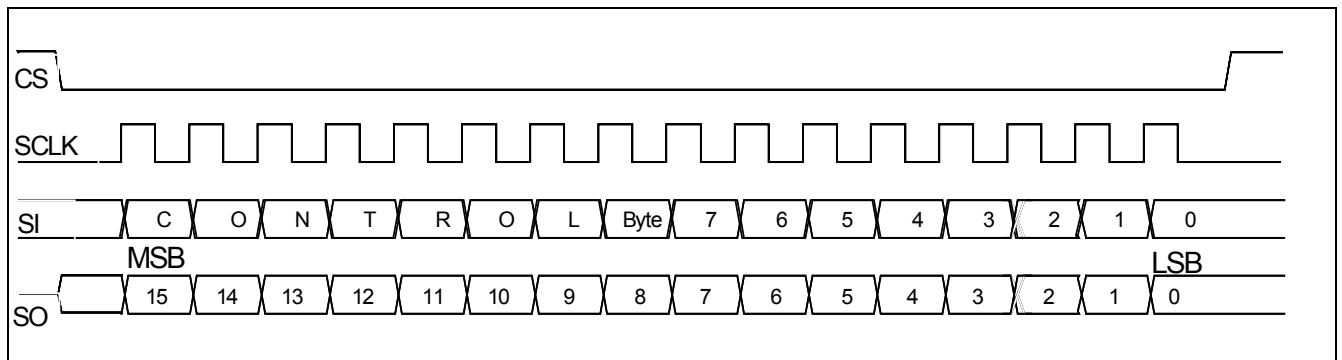 CS
SCLK
SI C O N T R O L Byte 7 6 5 4 3 2 1 0
MSB LSB
SO 15 14 13 12 11 10 9 8 7 6 5 4 3 2 1 0